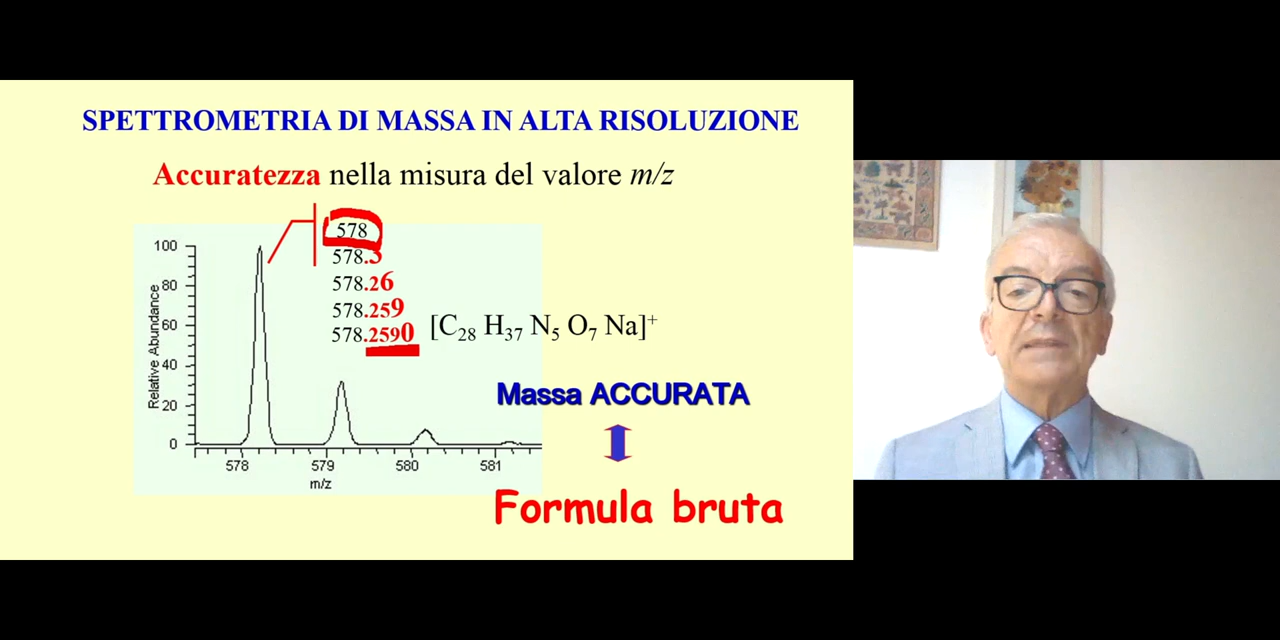 SPETTROMETRIA DI MASSA IN ALTA RISOLUZIONE
Accuratezza nella misura del valore m/z
578
578.3
578.26
578.259
578.2590 [C28 H37 N5 O7 Na]+
Massa ACCURATA
Formula bruta
Relative Abundance
100
80
60
40
20
0
578 579 580 581
m/z